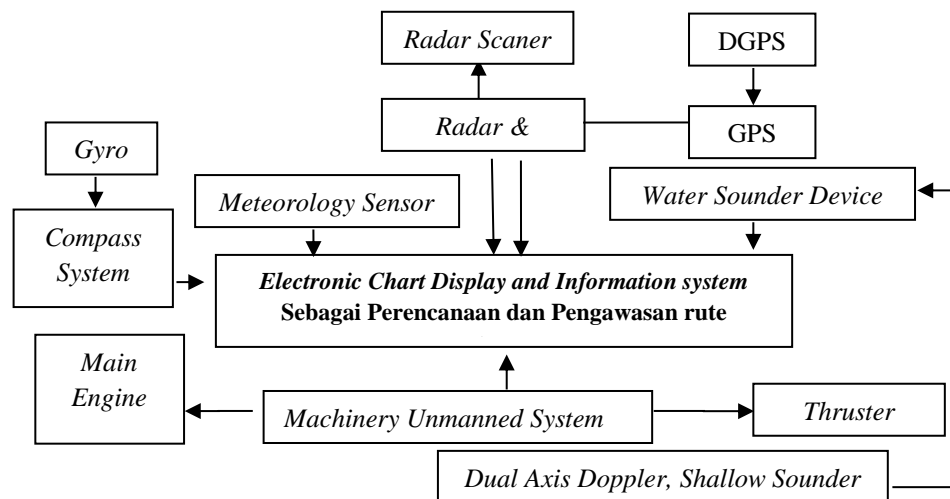 Radar Scaner
DGPS
Radar &
GPS
Gyro
Meteorology Sensor
Water Sounder Device
Compass
System
Electronic Chart Display and Information system
Sebagai Perencanaan dan Pengawasan rute
Main
Engine
Machinery Unmanned System
Thruster
Dual Axis Doppler, Shallow Sounder